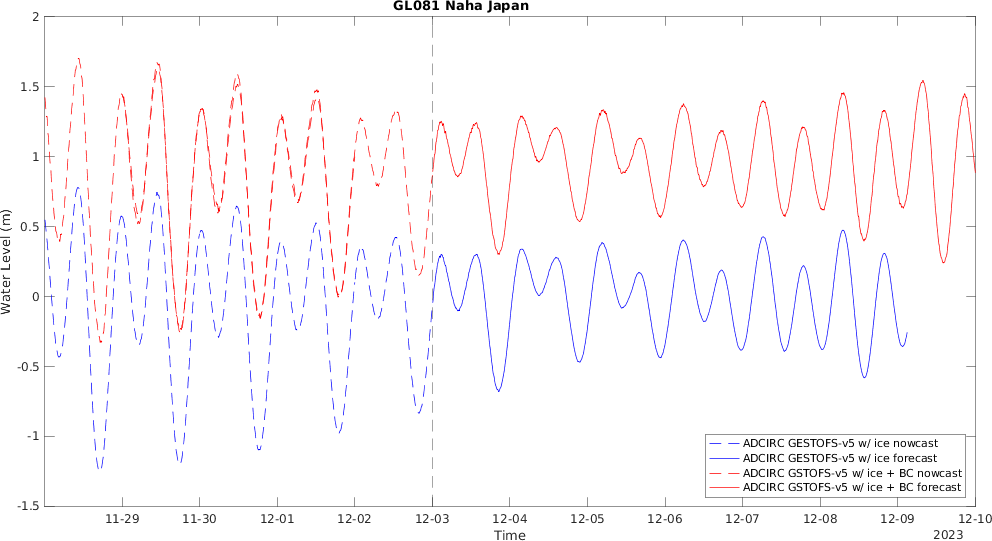 GL081 Naha Japan
2
1.5
1
0.5
0
-0.5
-1
-1.5
Water Level (m)
ADCIRC GESTOFS-v5 w/ ice nowcast
ADCIRC GESTOFS-v5 w/ ice forecast
ADCIRC GSTOFS-v5 w/ ice + BC nowcast
ADCIRC GSTOFS-v5 w/ ice + BC forecast
11-29 11-30 12-01 12-02 12-03 12-04 12-05 12-06 12-07 12-08 12-09 12-10
Time
2023